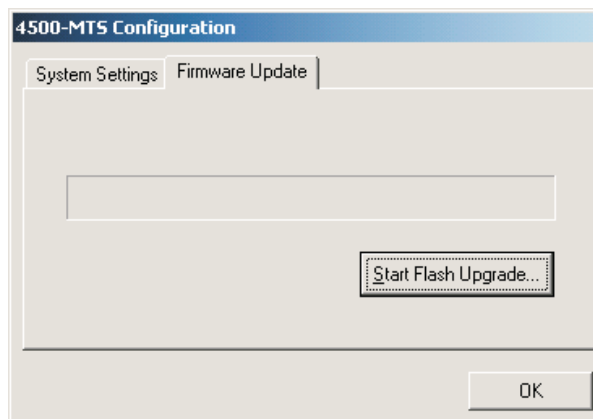 4500-MTS Configuration
System Settings Firmware Update
Start Flash Upgrade...
OK